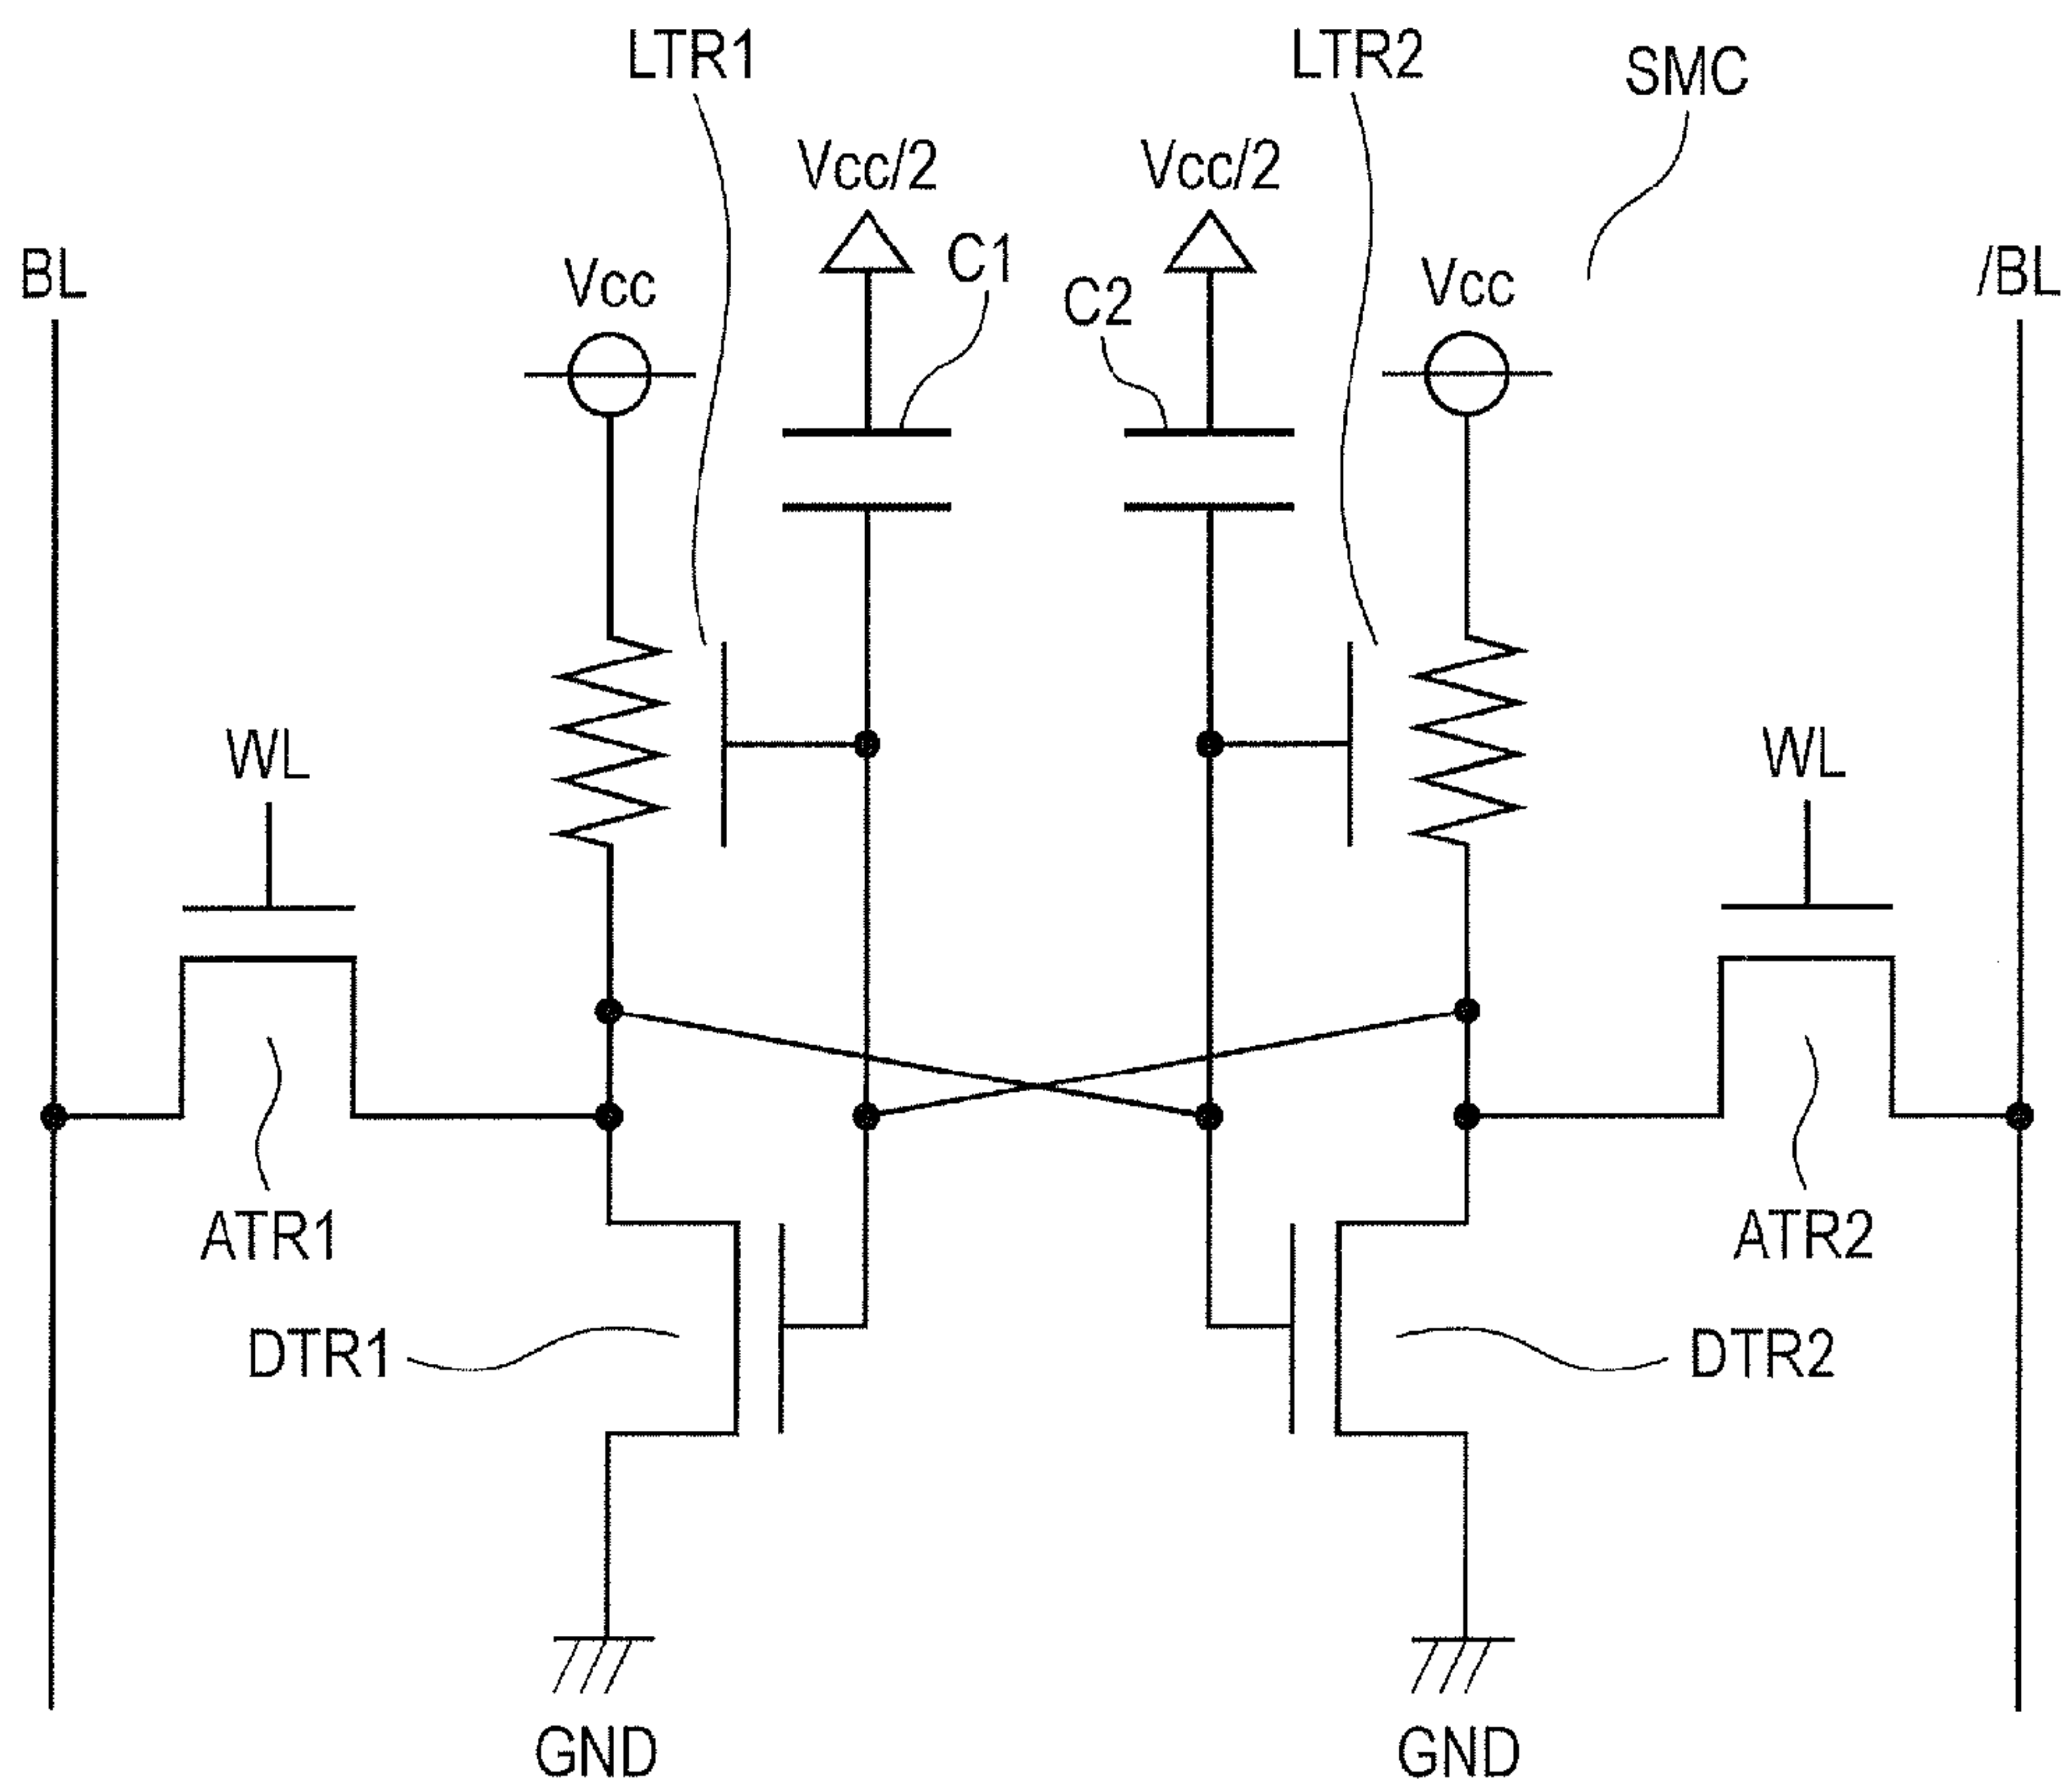 LTR1
LTR2
SMC
Vcc/2
Vcc/2
BL
Vcc
C1
C2
Vcc
/BL
WL
WL
ATR1
ATR2
DTR1
DTR2
GND
GND